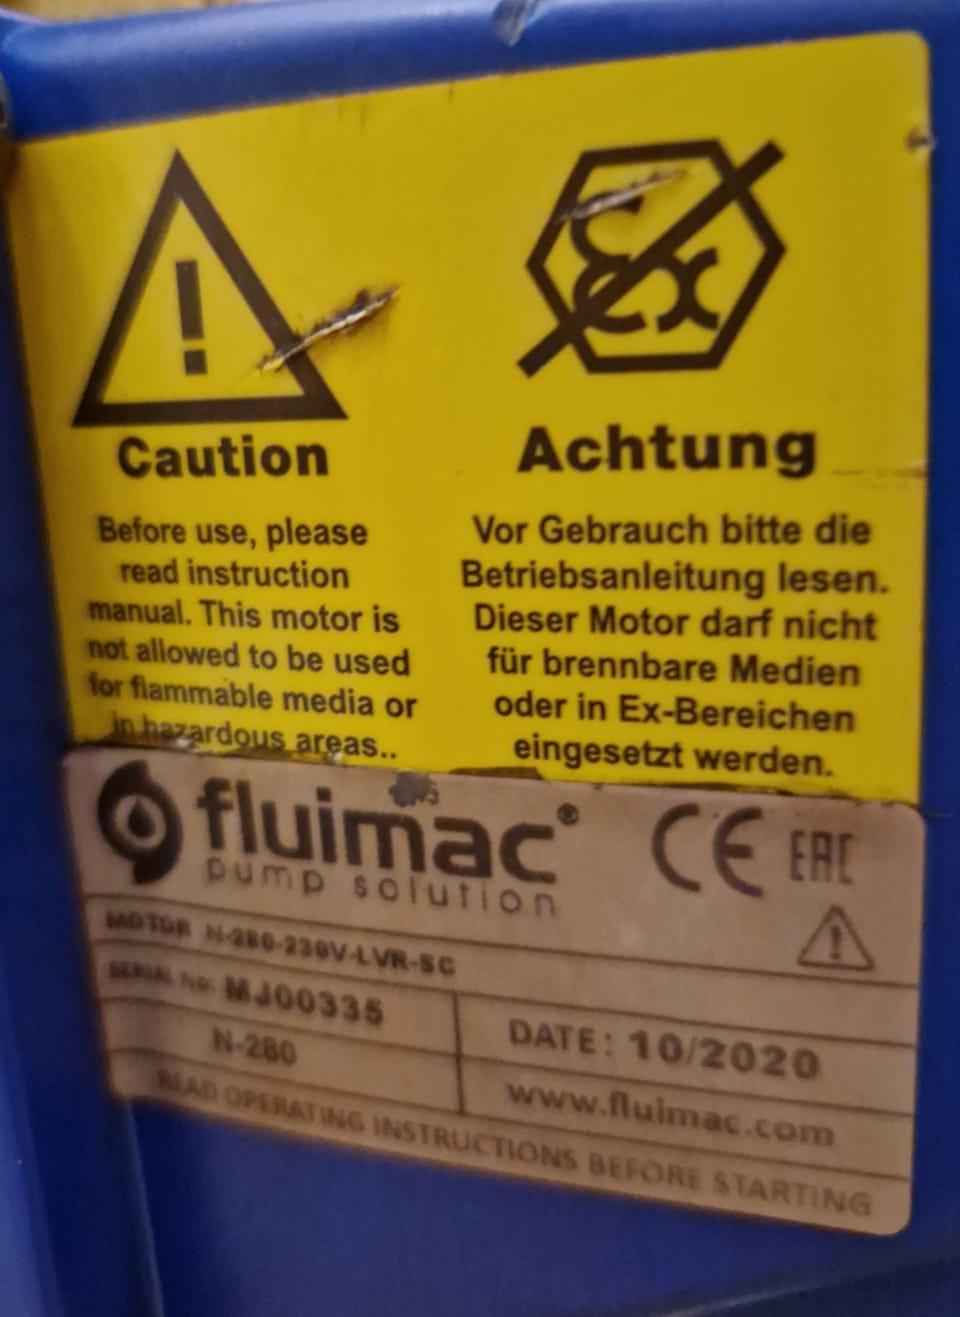 Ex
Caution
Before use, please
read instruction
manual. This motor is
not allowed to be used
for flammable media or
in hazardous areas..
Achtung
Vor Gebrauch bitte die
Betriebsanleitung lesen.
Dieser Motor darf nicht
für brennbare Medien
oder in Ex-Bereichen
eingesetzt werden.
fluimac®
pump solution
CE EAC
MOTOR N-280-230V-LVR-SC
SERIAL No. MJ00335
DATE: 10/2020
N-280
www.fluimac.com
READ OPERATING INSTRUCTIONS BEFORE STARTING